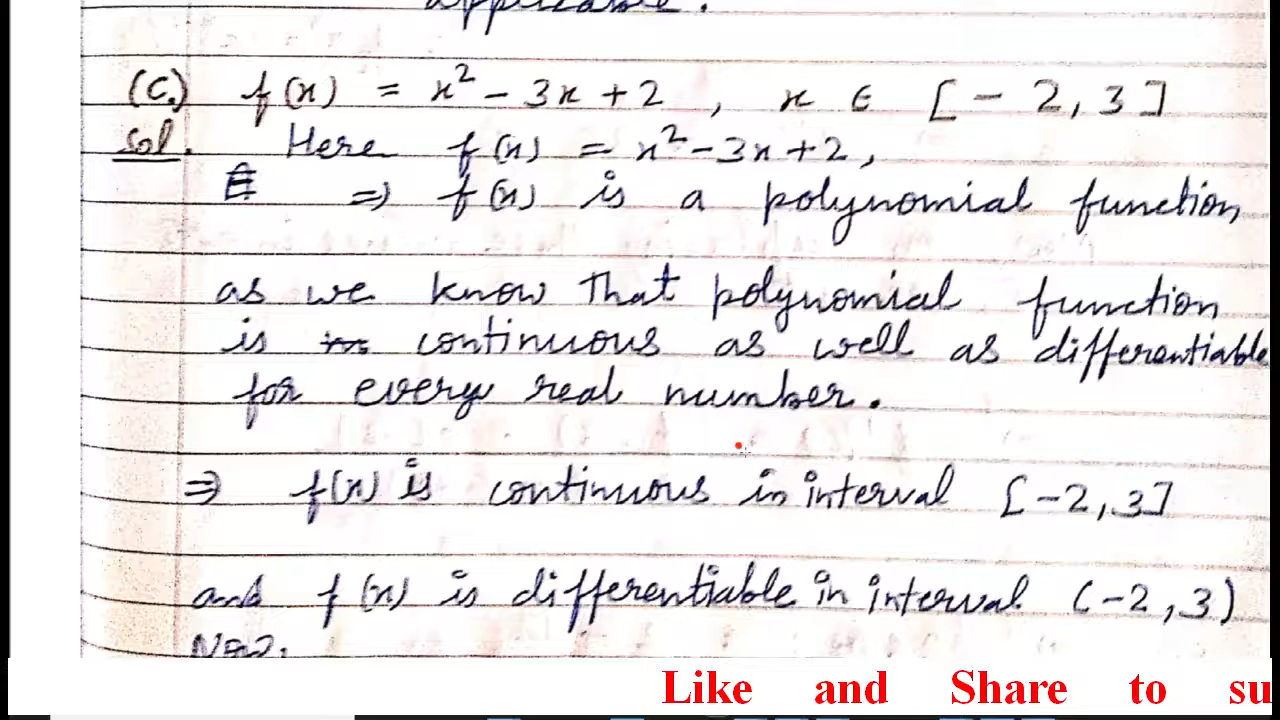 applicable.
(C.) f(x) = x² - 3x + 2 , x ∈ [-2, 3]
Sol. Here f(x) = x² - 3x + 2,
⇒ f(x) is a polynomial function,
as we know that polynomial function
is continuous as well as differentiable
for every real number.
⇒ f(x) is continuous in interval [-2, 3]
and f(x) is differentiable in interval (-2, 3)
Now,
Like and Share to su